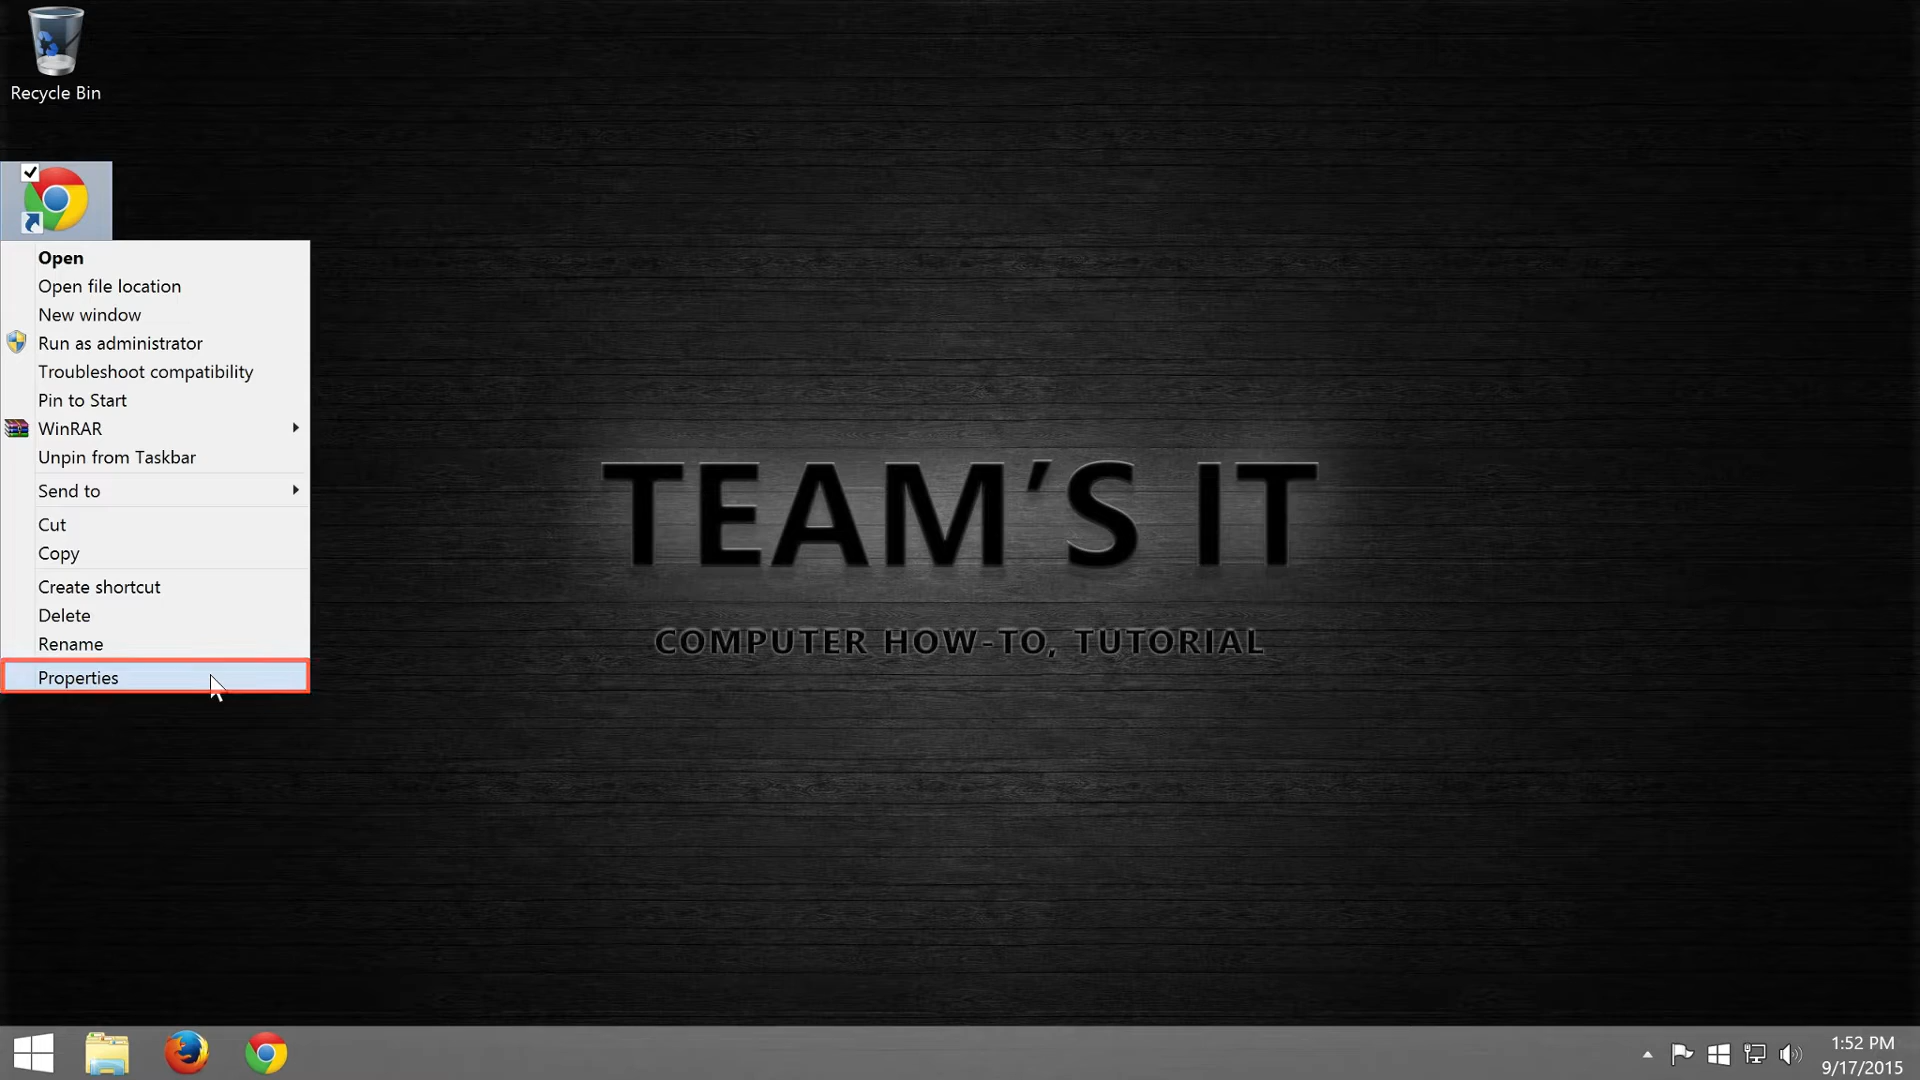 Recycle Bin
Open
Open file location
New window
Run as administrator
Troubleshoot compatibility
Pin to Start
WinRAR
Unpin from Taskbar
Send to
Cut
Copy
Create shortcut
Delete
Rename
Properties
TEAM'S IT
COMPUTER HOW-TO, TUTORIAL
1:52 PM
9/17/2015